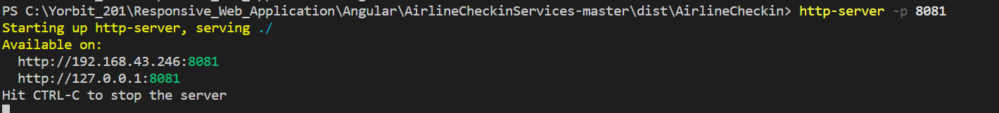 PS C:\Yorbit_201\Responsive_Web_Application\Angular\AirlineCheckinServices-master\dist\AirlineCheckin> http-server -p 8081
Starting up http-server, serving ./
Available on:
  http://192.168.43.246:8081
  http://127.0.0.1:8081
Hit CTRL-C to stop the server